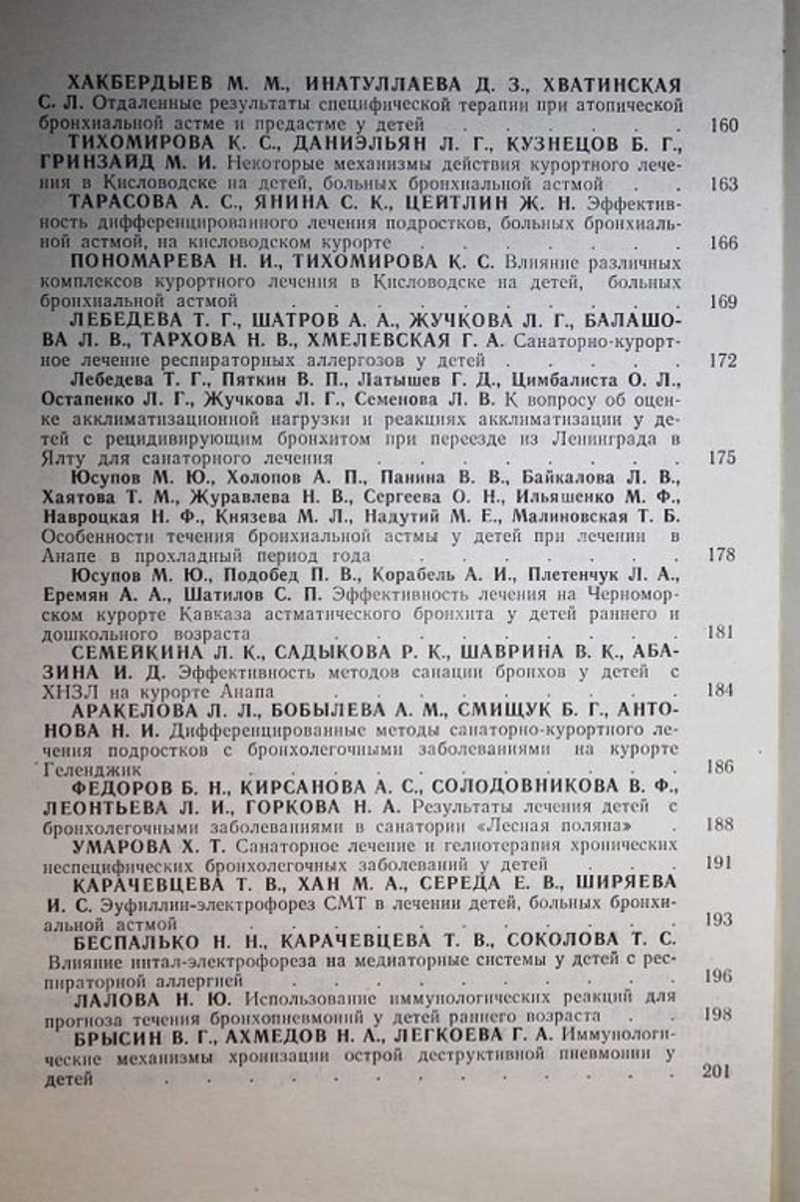 ХАКБЕРДЫЕВ М. М., ИНАТУЛЛАЕВА Д. З., ХВАТИНСКАЯ
С. Л. Отдаленные результаты специфической терапии при атопической
бронхиальной астме и предастме у детей . . . . . . 160
ТИХОМИРОВА К. С., ДАНИЭЛЬЯН Л. Г., КУЗНЕЦОВ Б. Г.,
ГРИНЗАЙД М. И. Некоторые механизмы действия курортного лече-
ния в Кисловодске на детей, больных бронхиальной астмой . . 163
ТАРАСОВА А. С., ЯНИНА С. К., ЦЕЙТЛИН Ж. Н. Эффектив-
ность дифференцированного лечения подростков, больных бронхиаль-
ной астмой, на кисловодском курорте . . . . . . . 166
ПОНОМАРЕВА Н. И., ТИХОМИРОВА К. С. Влияние различных
комплексов курортного лечения в Кисловодске на детей, больных
бронхиальной астмой . . . . . . . . . . 169
ЛЕБЕДЕВА Т. Г., ШАТРОВ А. А., ЖУЧКОВА Л. Г., БАЛАШО-
ВА Л. В., ТАРХОВА Н. В., ХМЕЛЕВСКАЯ Г. А. Санаторно-курорт-
ное лечение респираторных аллергозов у детей . . . . . 172
Лебедева Т. Г., Пяткин В. П., Латышев Г. Д., Цимбалиста О. Л.,
Остапенко Л. Г., Жучкова Л. Г., Семенова Л. В. К вопросу об оцен-
ке акклиматизационной нагрузки и реакциях акклиматизации у де-
тей с рецидивирующим бронхитом при переезде из Ленинграда в
Ялту для санаторного лечения . . . . . . . . 175
Юсупов М. Ю., Холопов А. П., Панина В. В., Байкалова Л. В.,
Хаятова Т. М., Журавлева Н. В., Сергеева О. Н., Ильяшенко М. Ф.,
Навроцкая Н. Ф., Князева М. Л., Надутий М. Е., Малиновская Т. Б.
Особенности течения бронхиальной астмы у детей при лечении в
Анапе в прохладный период года . . . . . . . 178
Юсупов М. Ю., Подобед П. В., Корабель А. И., Плетенчук Л. А.,
Еремян А. А., Шатилов С. П. Эффективность лечения на Черномор-
ском курорте Кавказа астматического бронхита у детей раннего и
дошкольного возраста . . . . . . . . . 181
СЕМЕЙКИНА Л. К., САДЫКОВА Р. К., ШАВРИНА В. К., АБА-
ЗИНА И. Д. Эффективность методов санации бронхов у детей с
ХНЗЛ на курорте Анапа . . . . . . . . . 184
АРАКЕЛОВА Л. Л., БОБЫЛЕВА А. М., СМИЩУК Б. Г., АНТО-
НОВА Н. И. Дифференцированные методы санаторно-курортного ле-
чения подростков с бронхолегочными заболеваниями на курорте
Геленджик . . . . . . . . . . . 186
ФЕДОРОВ Б. Н., КИРСАНОВА А. С., СОЛОДОВНИКОВА В. Ф.,
ЛЕОНТЬЕВА Л. И., ГОРКОВА Н. А. Результаты лечения детей с
бронхолегочными заболеваниями в санатории «Лесная поляна» . 188
УМАРОВА Х. Т. Санаторное лечение и гелиотерапия хронических
неспецифических бронхолегочных заболеваний у детей . . . 191
КАРАЧЕВЦЕВА Т. В., ХАН М. А., СЕРЕДА Е. В., ШИРЯЕВА
И. С. Эуфиллин-электрофорез СМТ в лечении детей, больных бронхи-
альной астмой . . . . . . . . . . . 193
БЕСПАЛЬКО Н. Н., КАРАЧЕВЦЕВА Т. В., СОКОЛОВА Т. С.
Влияние интал-электрофореза на медиаторные системы у детей с рес-
пираторной аллергией . . . . . . . . . . 196
ЛАЛОВА Н. Ю. Использование иммунологических реакций для
прогноза течения бронхопневмоний у детей раннего возраста . . 198
БРЫСИН В. Г., АХМЕДОВ Н. А., ЛЕГКОЕВА Г. А. Иммунологи-
ческие механизмы хронизации острой деструктивной пневмонии у
детей . . . . . . . . . . . . . 201